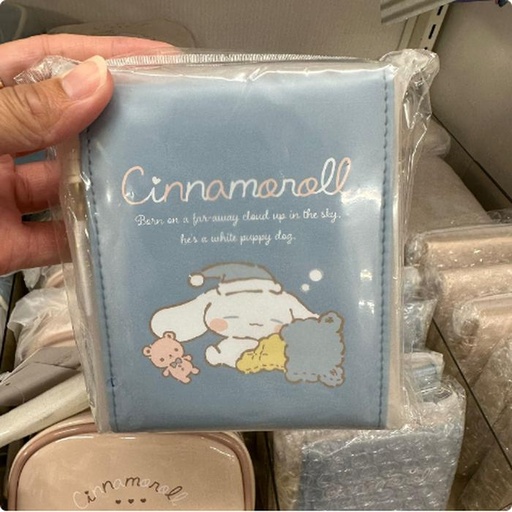 Cinnamoroll
Born on a far-away cloud up in the sky,
he's a white puppy dog.
Cinnamoroll